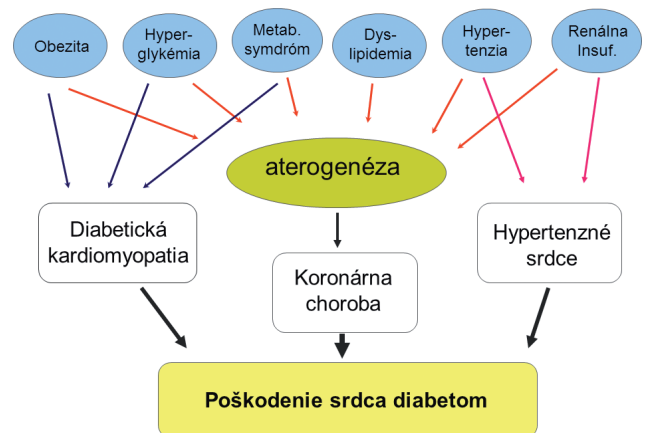 Obezita
Hyper-
glykémia
Metab.
symdróm
Dys-
lipidemia
Hyper-
tenzia
Renálna
Insuf.
aterogenéza
Diabetická
kardiomyopatia
Koronárna
choroba
Hypertenzné
srdce
Poškodenie srdca diabetom